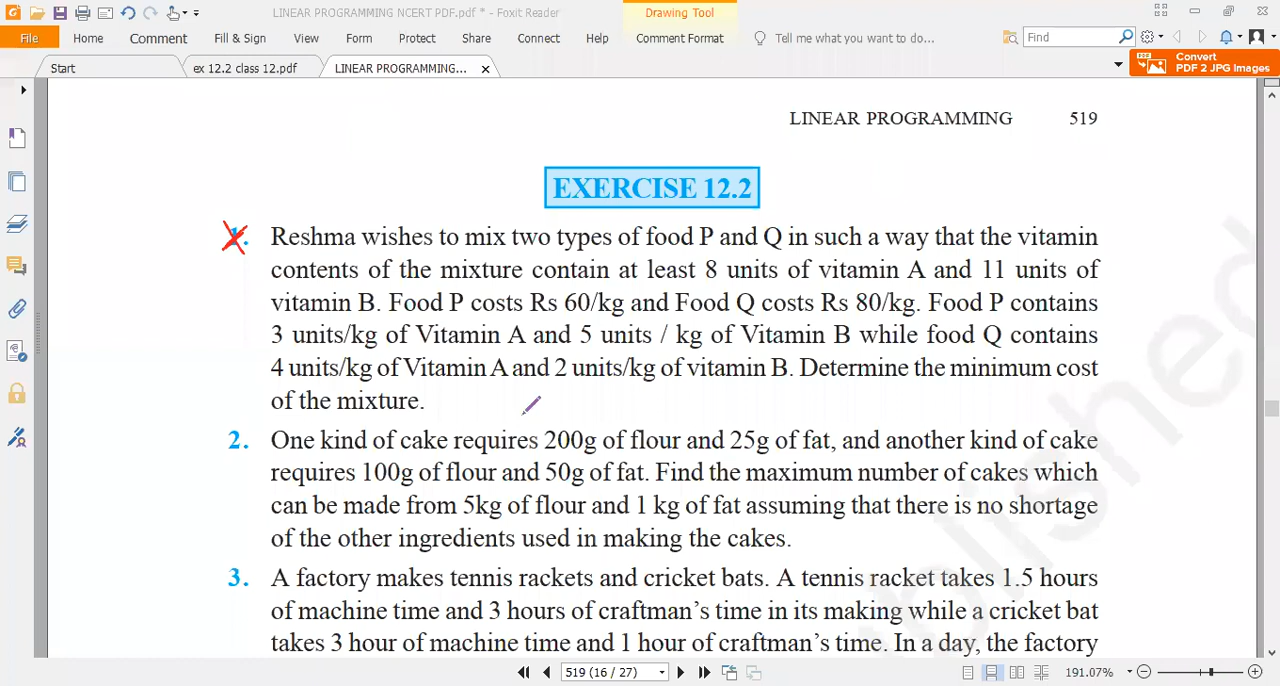 LINEAR PROGRAMMING NCERT PDF.pdf * - Foxit Reader
Drawing Tool
File Home Comment Fill & Sign View Form Protect Share Connect Help Comment Format Tell me what you want to do... Find
Start ex 12.2 class 12.pdf LINEAR PROGRAMMING... Convert
PDF 2 JPG Images
LINEAR PROGRAMMING 519
EXERCISE 12.2
1. Reshma wishes to mix two types of food P and Q in such a way that the vitamin
contents of the mixture contain at least 8 units of vitamin A and 11 units of
vitamin B. Food P costs Rs 60/kg and Food Q costs Rs 80/kg. Food P contains
3 units/kg of Vitamin A and 5 units / kg of Vitamin B while food Q contains
4 units/kg of Vitamin A and 2 units/kg of vitamin B. Determine the minimum cost
of the mixture.
2. One kind of cake requires 200g of flour and 25g of fat, and another kind of cake
requires 100g of flour and 50g of fat. Find the maximum number of cakes which
can be made from 5kg of flour and 1 kg of fat assuming that there is no shortage
of the other ingredients used in making the cakes.
3. A factory makes tennis rackets and cricket bats. A tennis racket takes 1.5 hours
of machine time and 3 hours of craftman's time in its making while a cricket bat
takes 3 hour of machine time and 1 hour of craftman's time. In a day, the factory
blished
519 (16 / 27) 191.07%